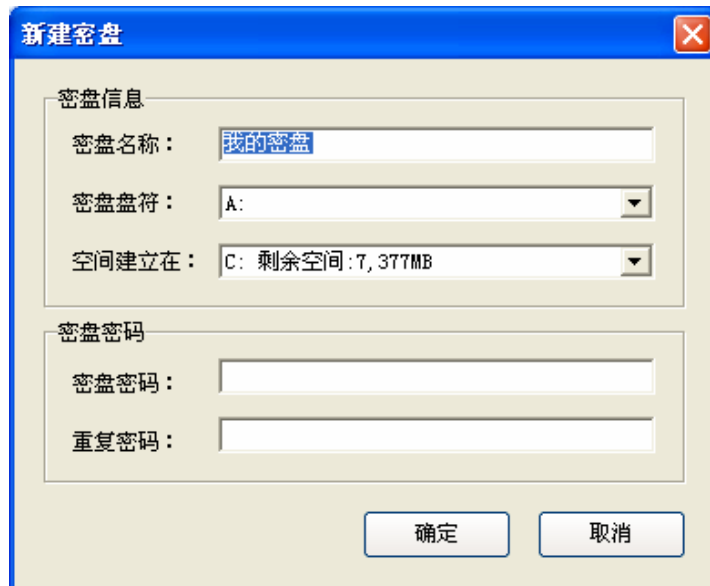 新建密盘
密盘信息
密盘名称：
我的密盘
密盘盘符：
A:
空间建立在：
C: 剩余空间:7,377MB
密盘密码
密盘密码：
重复密码：
确定
取消